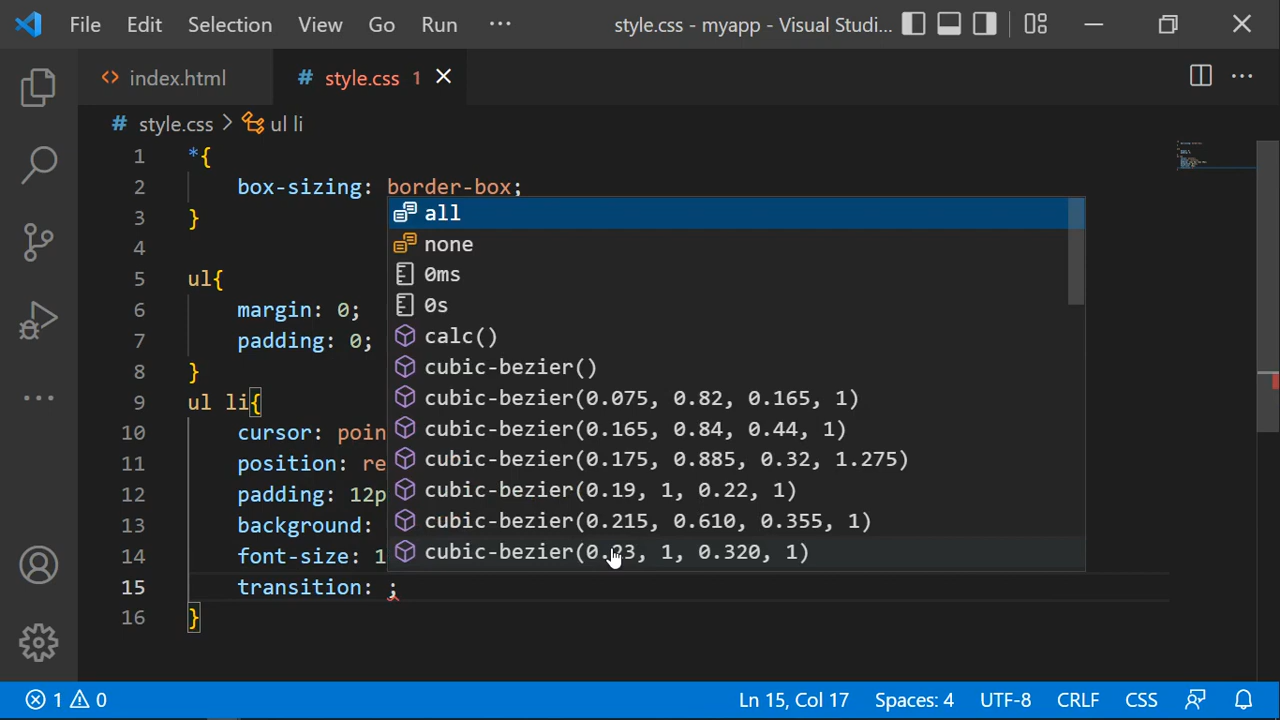 File Edit Selection View Go Run ··· style.css - myapp - Visual Studi...
index.html # style.css 1
# style.css > ul li
1 *{
2 box-sizing: border-box;
3 }
4
5 ul{
6 margin: 0;
7 padding: 0;
8 }
9 ul li{
10 cursor: poin
11 position: re
12 padding: 12p
13 background:
14 font-size: 1
15 transition: ;
16 }
all
none
0ms
0s
calc()
cubic-bezier()
cubic-bezier(0.075, 0.82, 0.165, 1)
cubic-bezier(0.165, 0.84, 0.44, 1)
cubic-bezier(0.175, 0.885, 0.32, 1.275)
cubic-bezier(0.19, 1, 0.22, 1)
cubic-bezier(0.215, 0.610, 0.355, 1)
cubic-bezier(0.23, 1, 0.320, 1)
1 0 Ln 15, Col 17 Spaces: 4 UTF-8 CRLF CSS